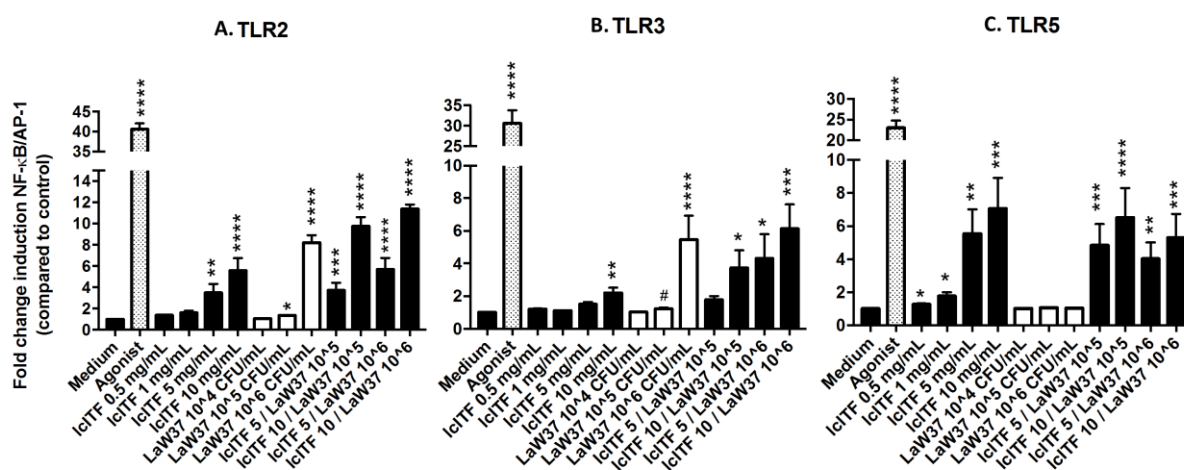 A. TLR2
Fold change induction NF-κB/AP-1
(compared to control)
45
40
35
14
12
10
8
6
4
2
0
****
**
****
*
****
***
****
****
****
Medium
Agonist
lcITF 0.5 mg/mL
lcITF 1 mg/mL
lcITF 5 mg/mL
lcITF 10 mg/mL
LaW37 10^4 CFU/mL
LaW37 10^5 CFU/mL
LaW37 10^6 CFU/mL
lcITF 5 / LaW37 10^5
lcITF 10 / LaW37 10^5
lcITF 5 / LaW37 10^6
lcITF 10 / LaW37 10^6
B. TLR3
35
30
25
10
8
6
4
2
0
****
**
#
****
*
*
***
Medium
Agonist
lcITF 0.5 mg/mL
lcITF 1 mg/mL
lcITF 5 mg/mL
lcITF 10 mg/mL
LaW37 10^4 CFU/mL
LaW37 10^5 CFU/mL
LaW37 10^6 CFU/mL
lcITF 5 / LaW37 10^5
lcITF 10 / LaW37 10^5
lcITF 5 / LaW37 10^6
lcITF 10 / LaW37 10^6
C. TLR5
30
25
20
15
10
8
6
4
2
0
****
*
*
**
***
***
****
**
***
Medium
Agonist
lcITF 0.5 mg/mL
lcITF 1 mg/mL
lcITF 5 mg/mL
lcITF 10 mg/mL
LaW37 10^4 CFU/mL
LaW37 10^5 CFU/mL
LaW37 10^6 CFU/mL
lcITF 5 / LaW37 10^5
lcITF 10 / LaW37 10^5
lcITF 5 / LaW37 10^6
lcITF 10 / LaW37 10^6